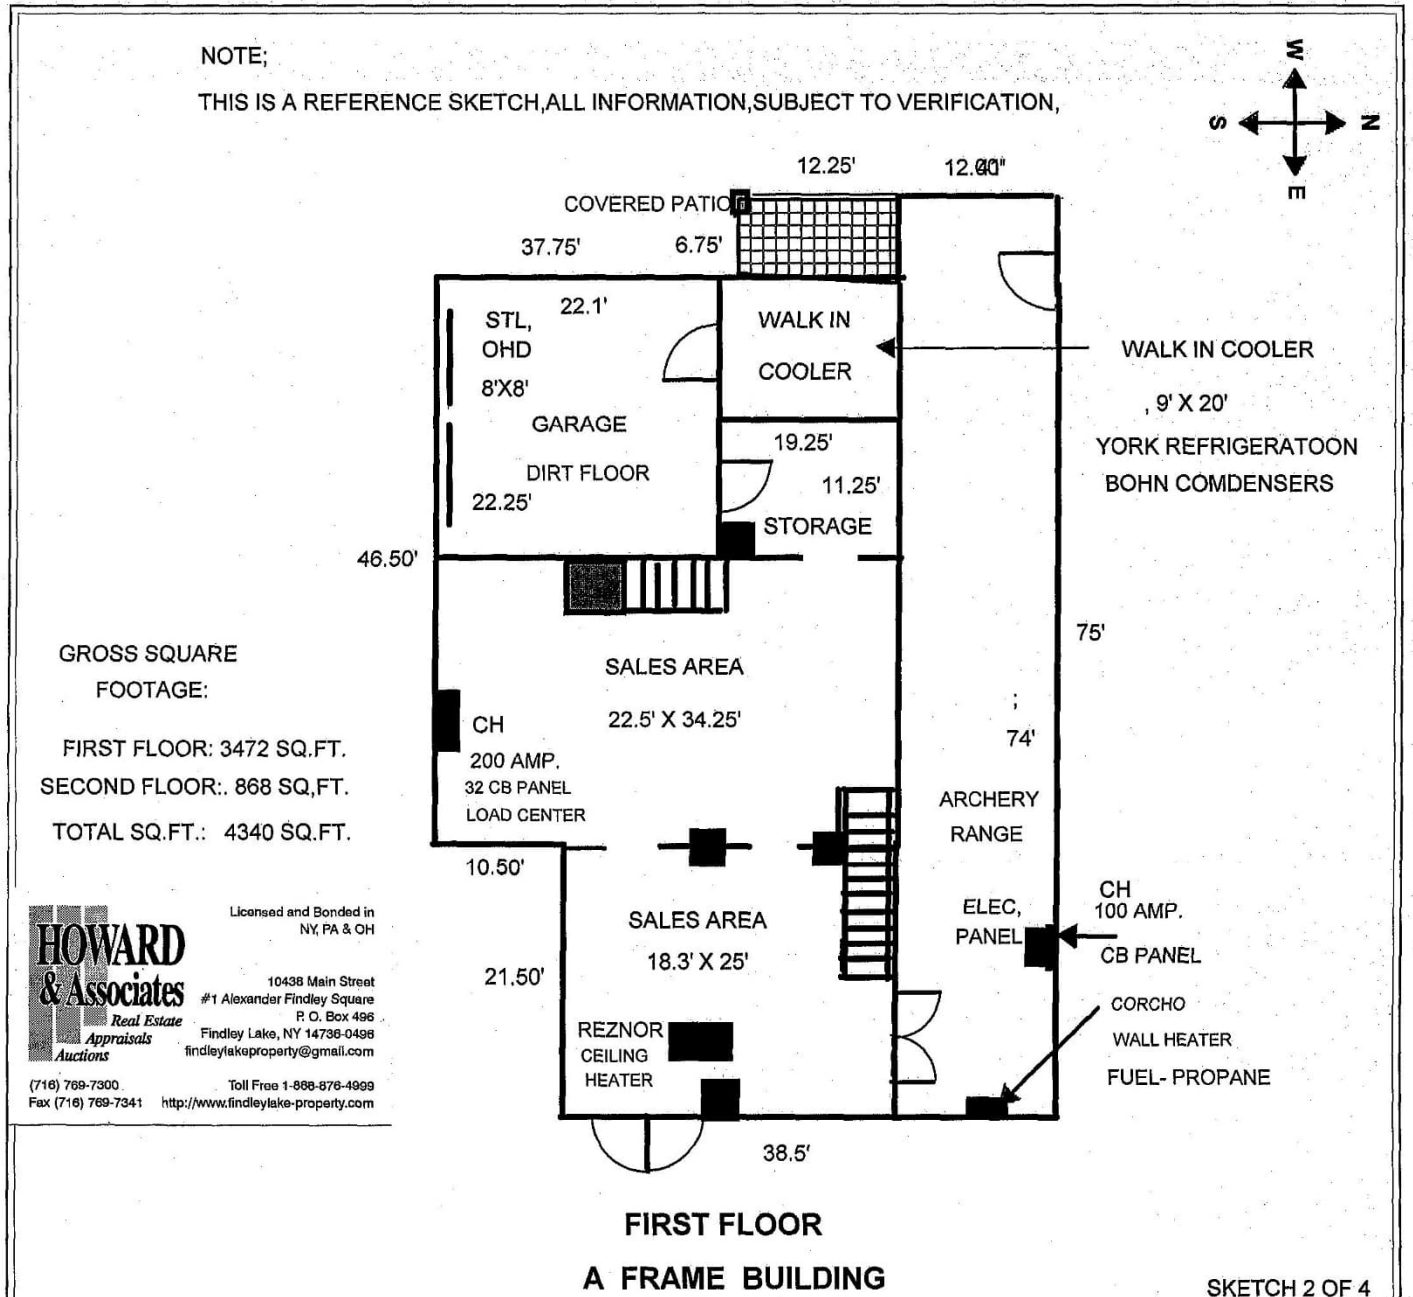 NOTE;
THIS IS A REFERENCE SKETCH,ALL INFORMATION,SUBJECT TO VERIFICATION,
W
S
N
E
12.25'
COVERED PATIO
37.75'
6.75'
22.1'
STL,
OHD
8'X8'
GARAGE
DIRT FLOOR
22.25'
WALK IN
COOLER
19.25'
11.25'
STORAGE
WALK IN COOLER
, 9' X 20'
YORK REFRIGERATOON
BOHN COMDENSERS
46.50'
75'
GROSS SQUARE
FOOTAGE:
FIRST FLOOR: 3472 SQ.FT.
SECOND FLOOR:. 868 SQ,FT.
TOTAL SQ.FT.: 4340 SQ.FT.
SALES AREA
22.5' X 34.25'
CH
200 AMP.
32 CB PANEL
LOAD CENTER
;
74'
ARCHERY
RANGE
10.50'
SALES AREA
18.3' X 25'
21.50'
ELEC,
PANEL
CH
100 AMP.
CB PANEL
REZNOR
CEILING
HEATER
CORCHO
WALL HEATER
FUEL- PROPANE
38.5'
HOWARD
& Associates
Real Estate
Appraisals
Auctions
Licensed and Bonded in
NY, PA & OH
10438 Main Street
#1 Alexander Findley Square
P. O. Box 496
Findley Lake, NY 14736-0496
findleylakeproperty@gmail.com
(716) 769-7300
Toll Free 1-888-876-4999
Fax (716) 769-7341
http://www.findleylake-property.com
FIRST FLOOR
A FRAME BUILDING
SKETCH 2 OF 4